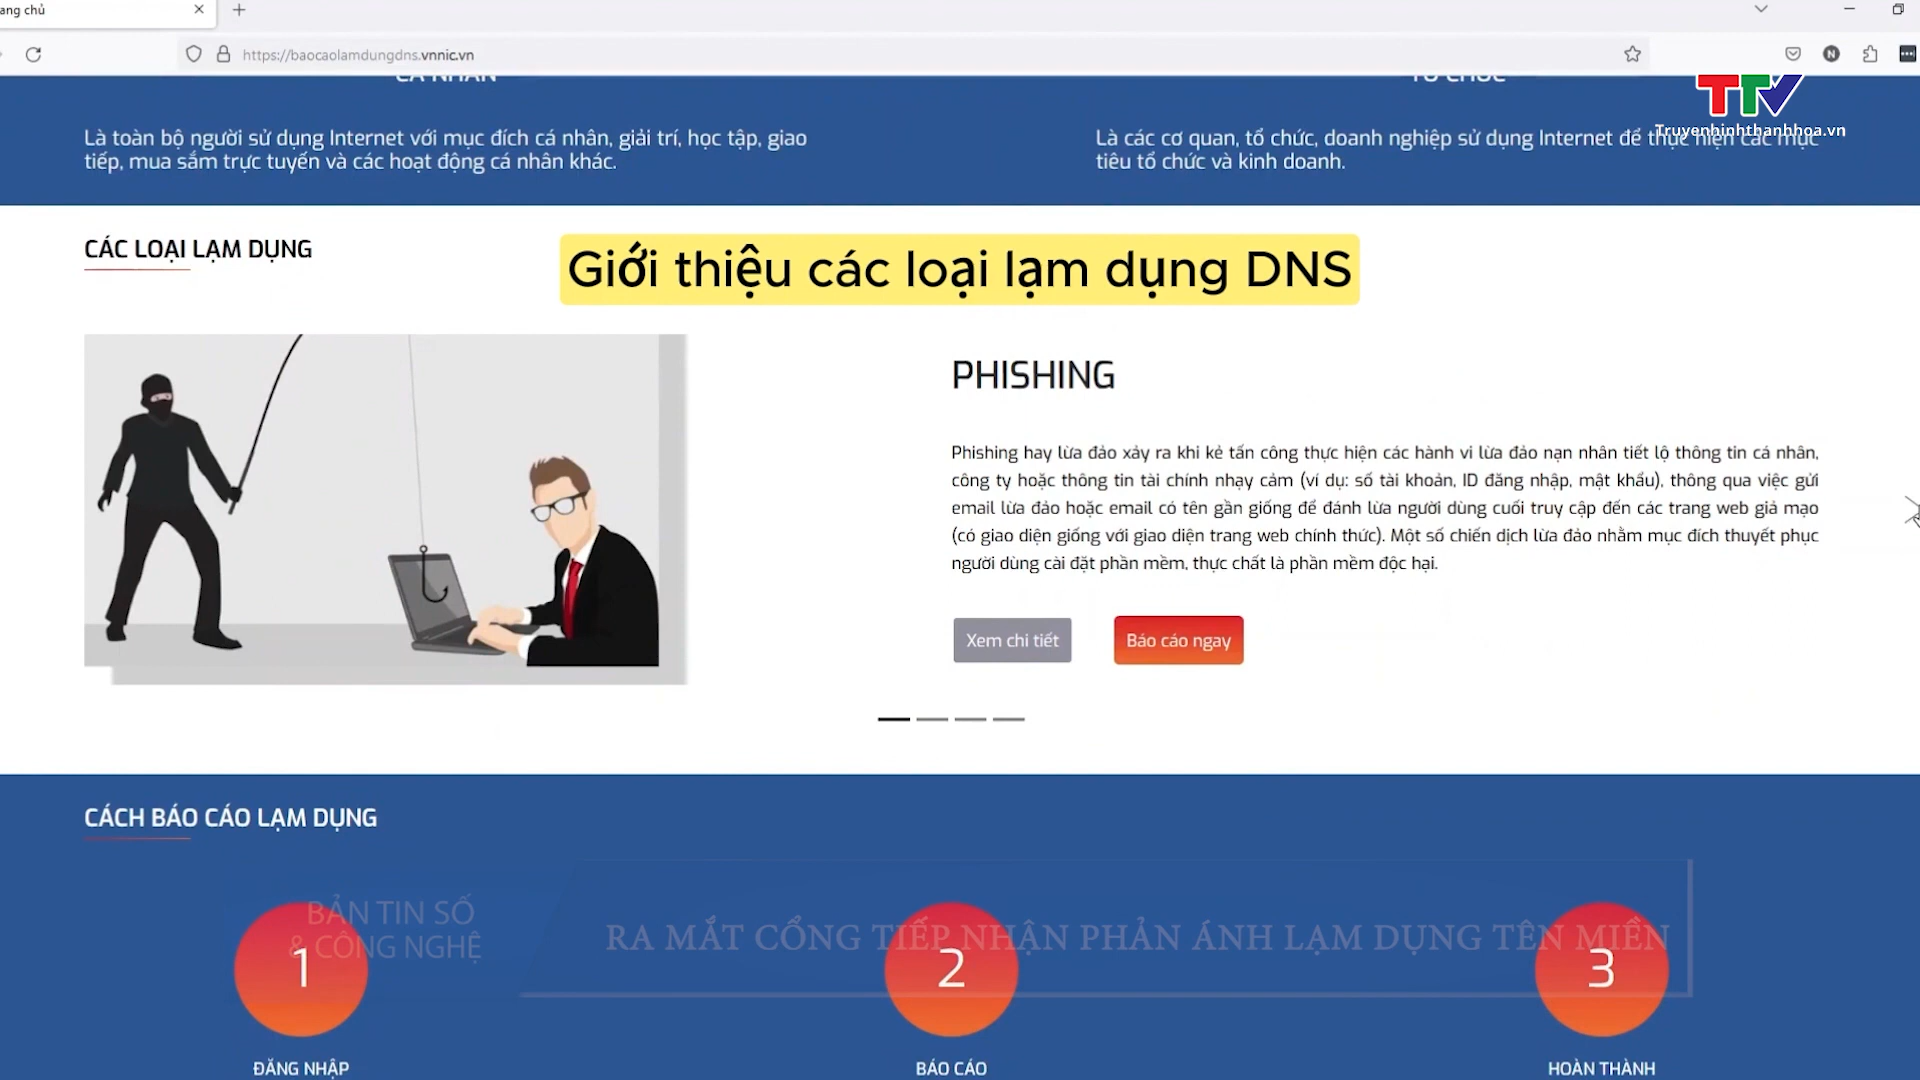 ang chủ
https://baocaolamdungdns.vnnic.vn
CÁ NHÂN
TỔ CHỨC
TTV
Truyenhinhthanhhoa.vn
Là toàn bộ người sử dụng Internet với mục đích cá nhân, giải trí, học tập, giao
tiếp, mua sắm trực tuyến và các hoạt động cá nhân khác.
Là các cơ quan, tổ chức, doanh nghiệp sử dụng Internet để thực hiện các mục
tiêu tổ chức và kinh doanh.
CÁC LOẠI LẠM DỤNG
Giới thiệu các loại lạm dụng DNS
PHISHING
Phishing hay lừa đảo xảy ra khi kẻ tấn công thực hiện các hành vi lừa đảo nạn nhân tiết lộ thông tin cá nhân,
công ty hoặc thông tin tài chính nhạy cảm (ví dụ: số tài khoản, ID đăng nhập, mật khẩu), thông qua việc gửi
email lừa đảo hoặc email có tên gần giống để đánh lừa người dùng cuối truy cập đến các trang web giả mạo
(có giao diện giống với giao diện trang web chính thức). Một số chiến dịch lừa đảo nhằm mục đích thuyết phục
người dùng cài đặt phần mềm, thực chất là phần mềm độc hại.
Xem chi tiết
Báo cáo ngay
CÁCH BÁO CÁO LẠM DỤNG
BẢN TIN SỐ
& CÔNG NGHỆ
RA MẮT CỔNG TIẾP NHẬN PHẢN ÁNH LẠM DỤNG TÊN MIỀN
1
2
3
ĐĂNG NHẬP
BÁO CÁO
HOÀN THÀNH